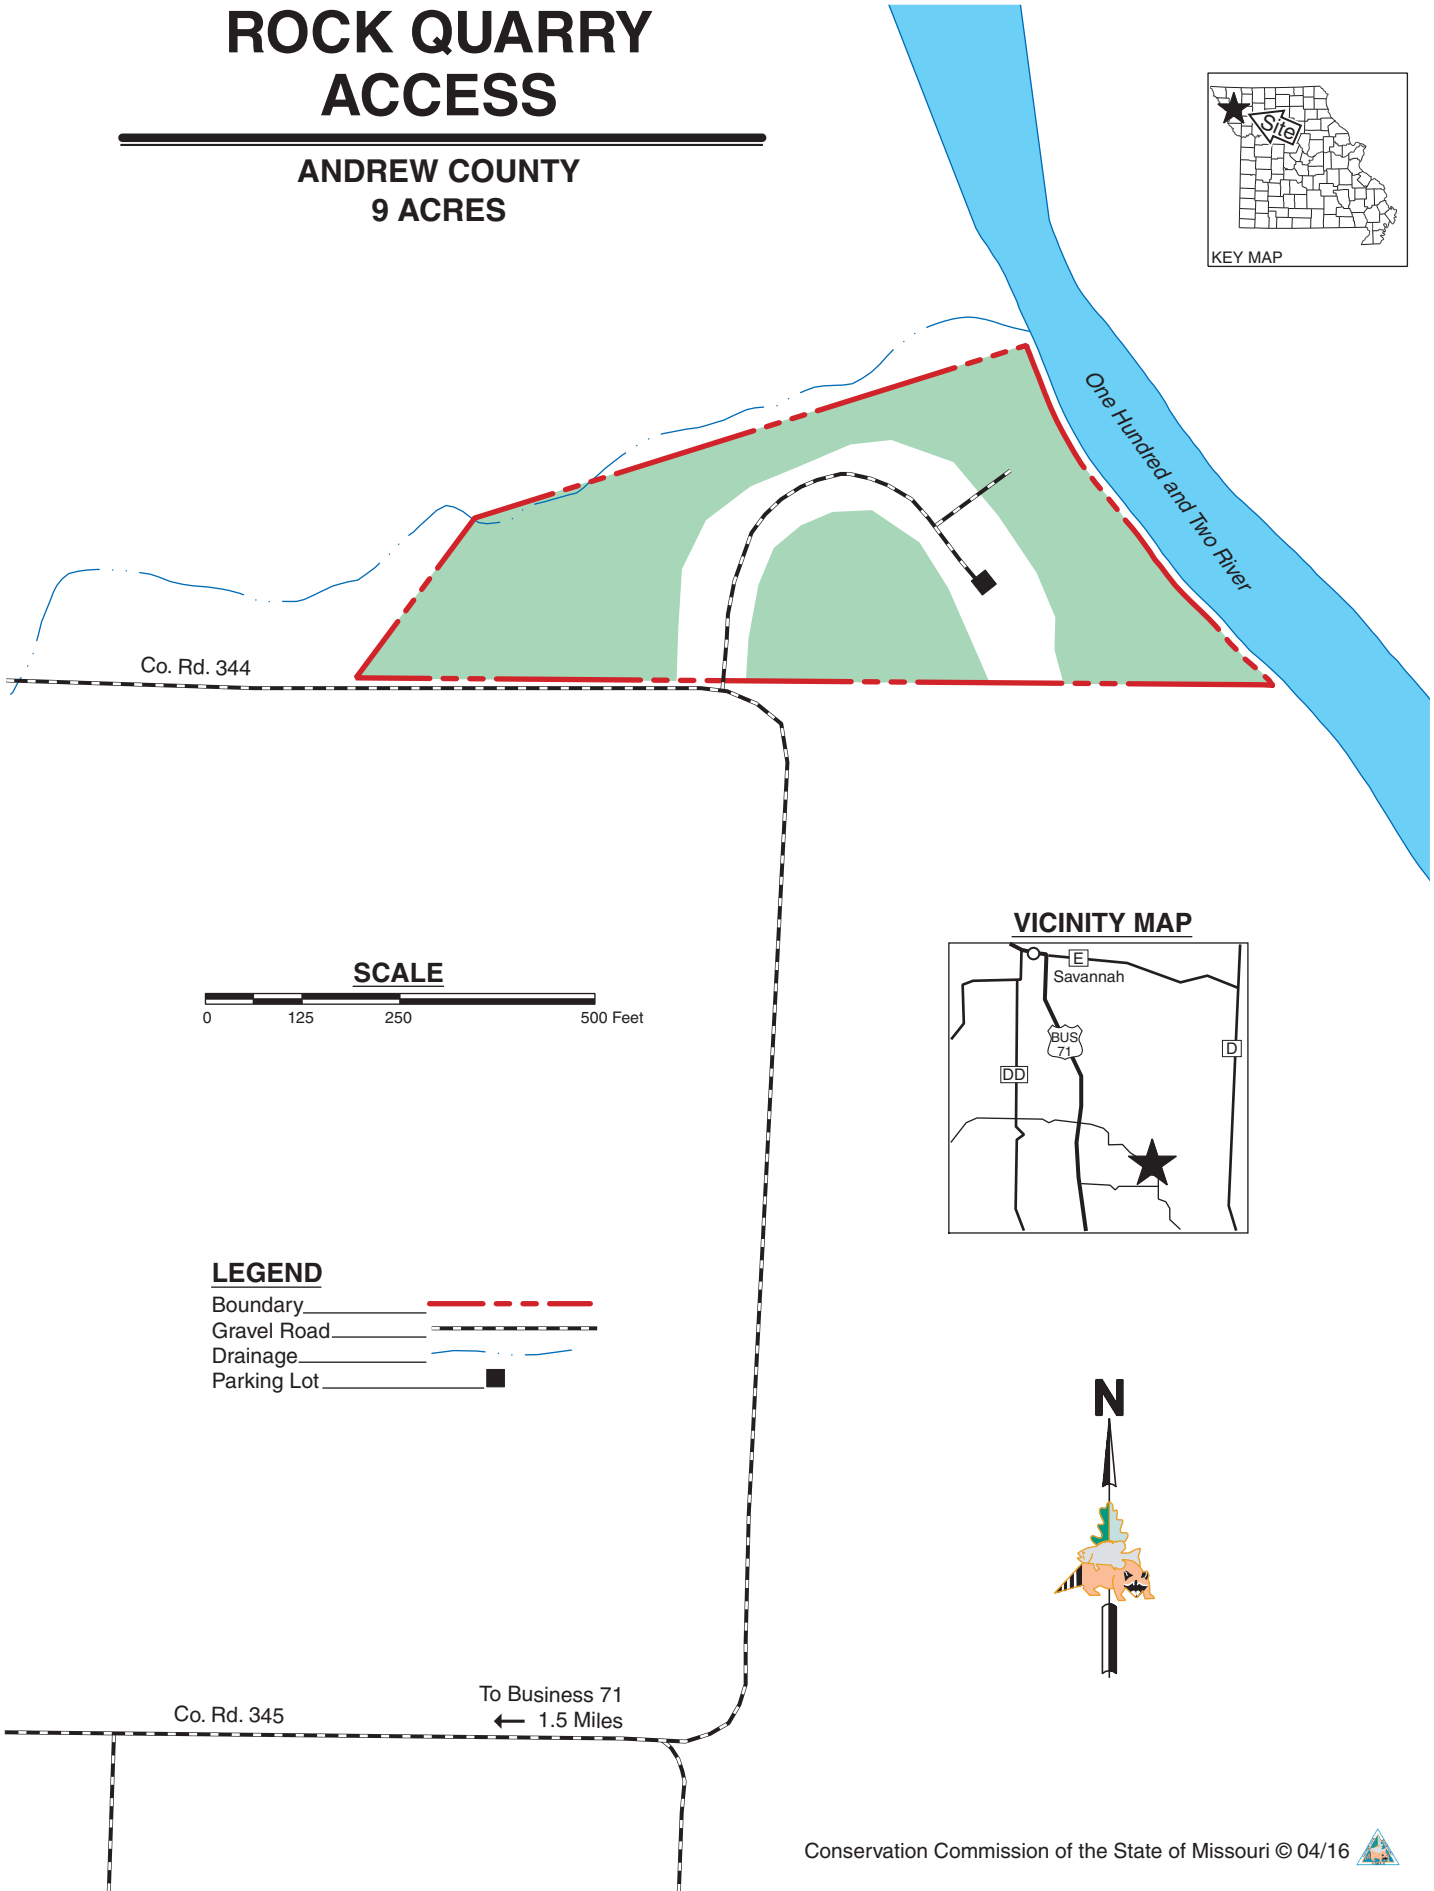 ROCK QUARRY
ACCESS
ANDREW COUNTY
9 ACRES
Site
KEY MAP
One Hundred and Two River
Co. Rd. 344
VICINITY MAP
E
Savannah
BUS
71
D
DD
SCALE
0 125 250 500 Feet
LEGEND
Boundary
Gravel Road
Drainage
Parking Lot
N
To Business 71
1.5 Miles
Co. Rd. 345
Conservation Commission of the State of Missouri © 04/16